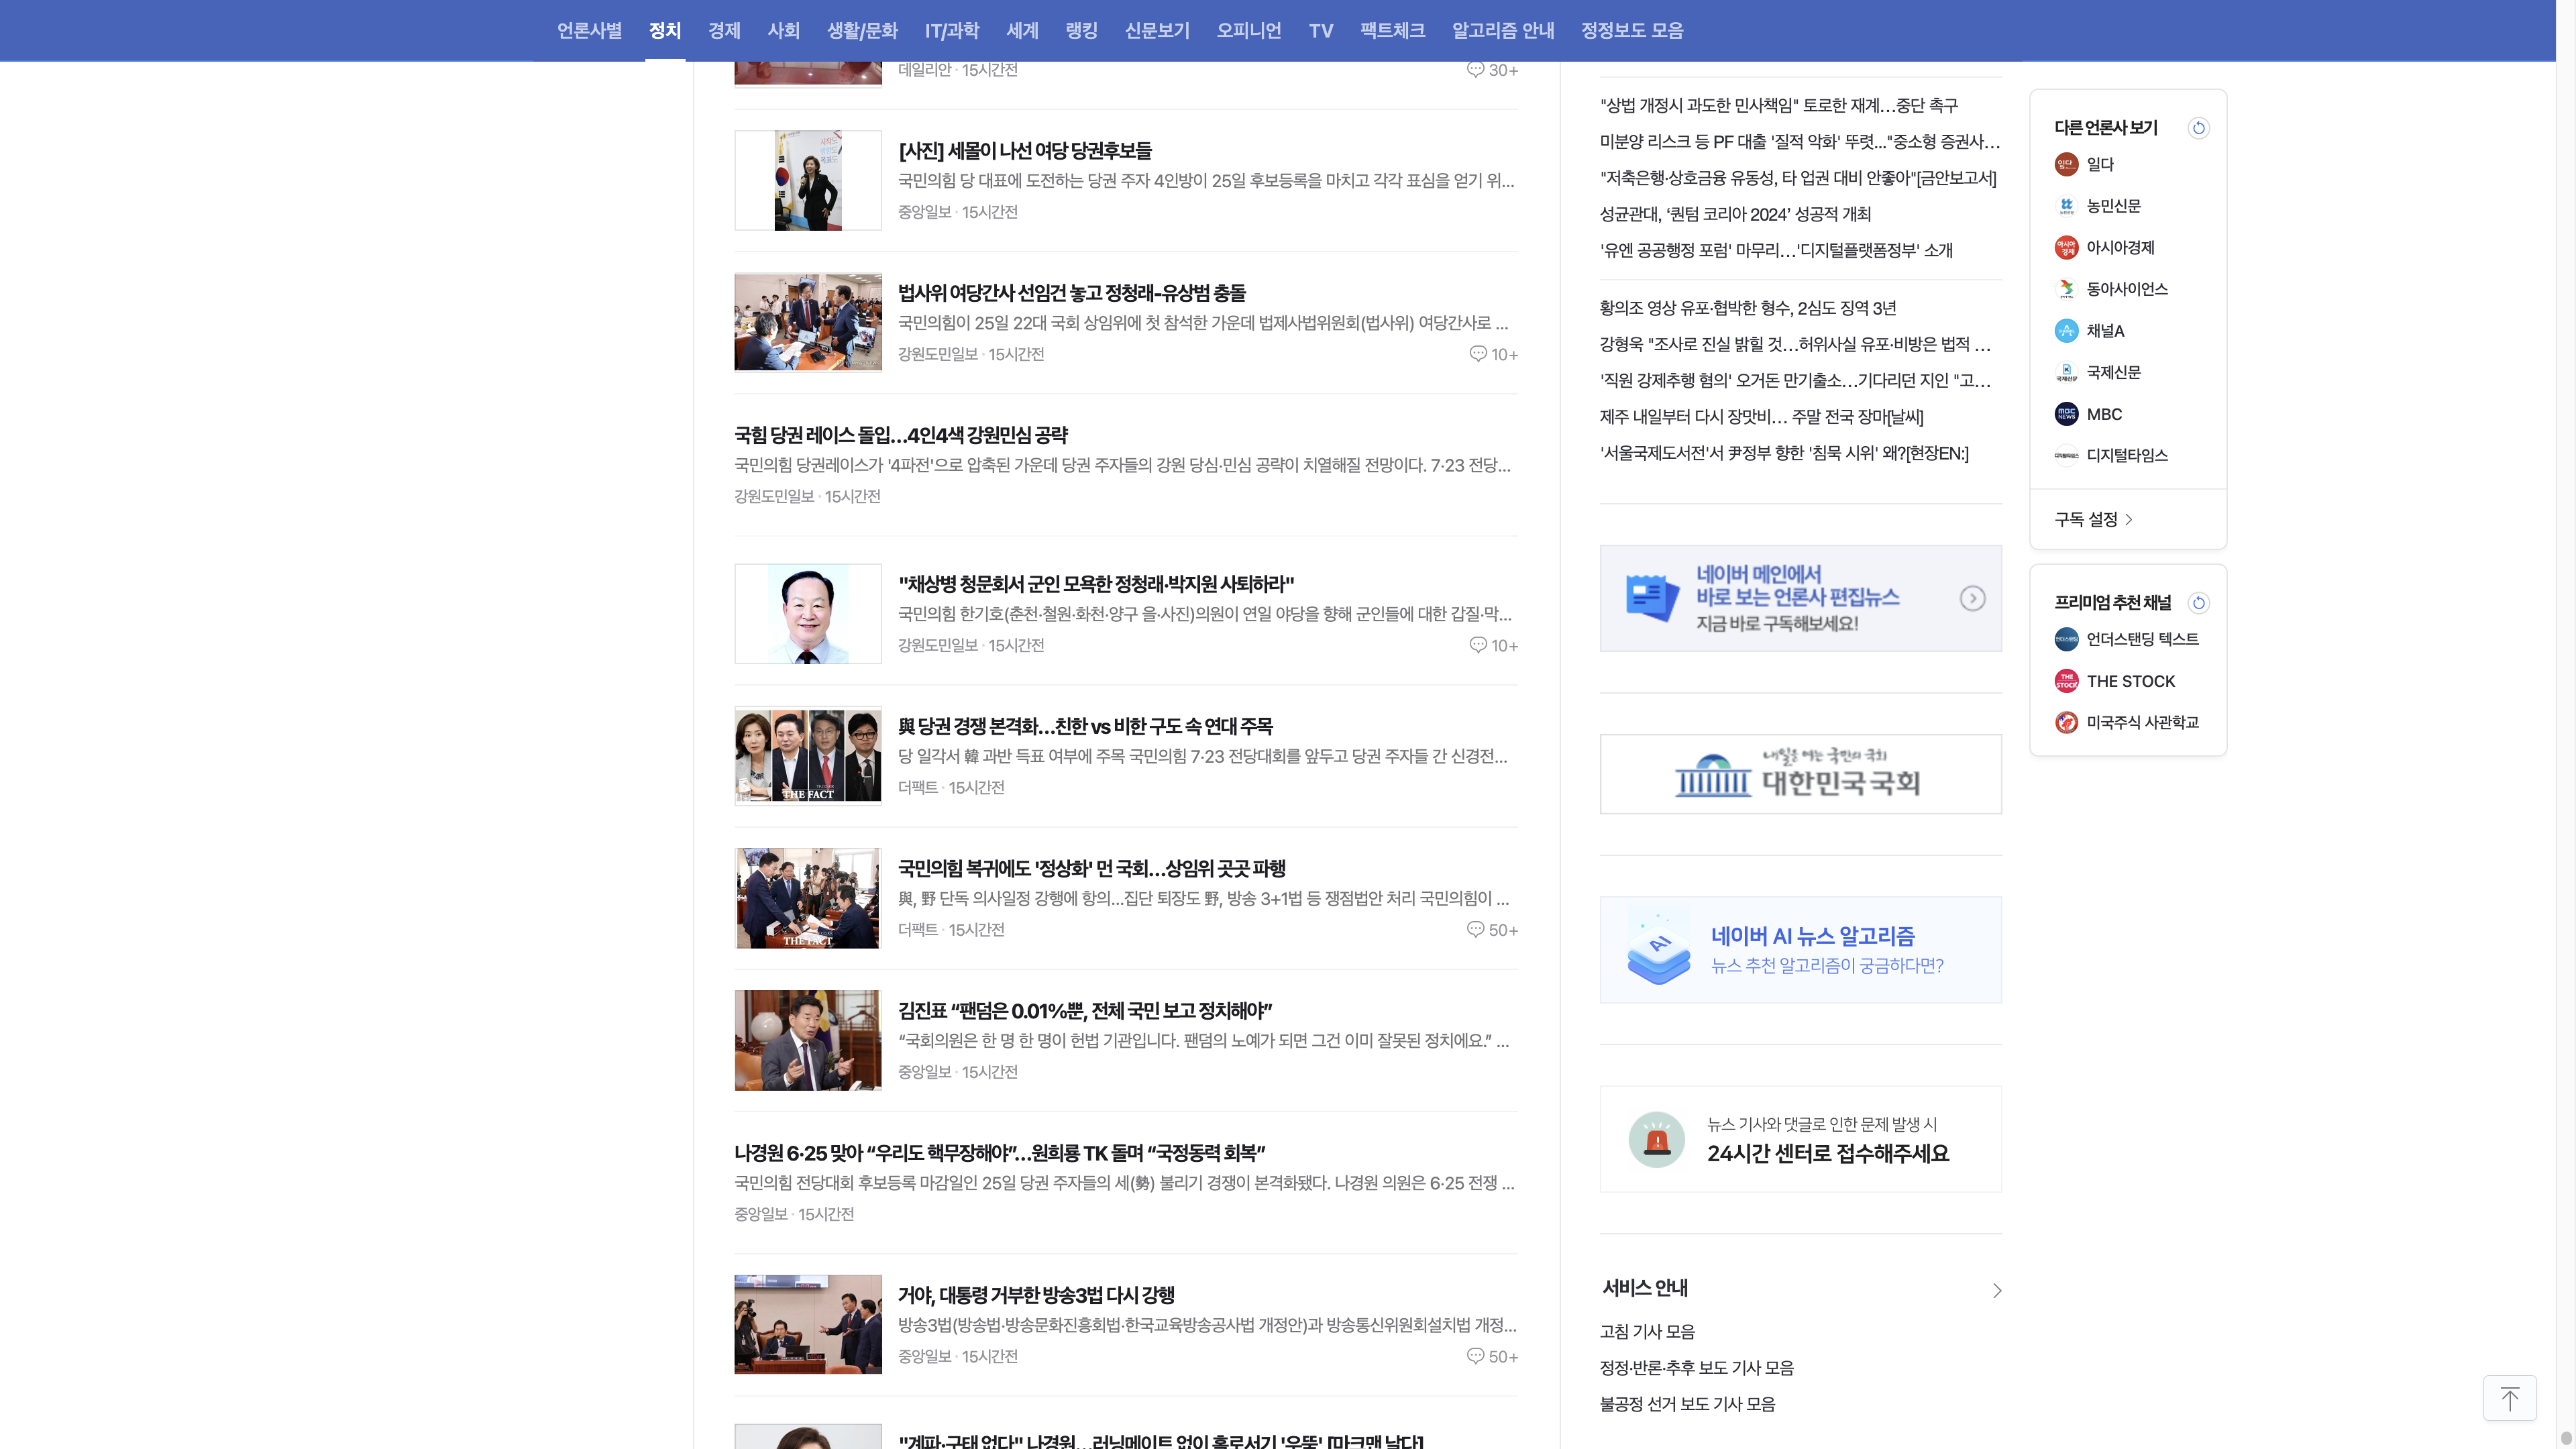 언론사별 정치 경제 사회 생활/문화 IT/과학 세계 랭킹 신문보기 오피니언 TV 팩트체크 알고리즘 안내 정정보도 모음
데일리안 · 15시간전
30+
[사진] 세몰이 나선 여당 당권후보들
국민의힘 당 대표에 도전하는 당권 주자 4인방이 25일 후보등록을 마치고 각각 표심을 얻기 위...
중앙일보 · 15시간전
법사위 여당간사 선임건 놓고 정청래-유상범 충돌
국민의힘이 25일 22대 국회 상임위에 첫 참석한 가운데 법제사법위원회(법사위) 여당간사로 ...
강원도민일보 · 15시간전
10+
국힘 당권 레이스 돌입…4인4색 강원민심 공략
국민의힘 당권레이스가 '4파전'으로 압축된 가운데 당권 주자들의 강원 당심·민심 공략이 치열해질 전망이다. 7·23 전당...
강원도민일보 · 15시간전
"채상병 청문회서 군인 모욕한 정청래·박지원 사퇴하라"
국민의힘 한기호(춘천·철원·화천·양구 을·사진)의원이 연일 야당을 향해 군인들에 대한 갑질·막...
강원도민일보 · 15시간전
10+
與 당권 경쟁 본격화…친한 vs 비한 구도 속 연대 주목
당 일각서 韓 과반 득표 여부에 주목 국민의힘 7·23 전당대회를 앞두고 당권 주자들 간 신경전...
더팩트 · 15시간전
THE FACT
국민의힘 복귀에도 '정상화' 먼 국회…상임위 곳곳 파행
與, 野 단독 의사일정 강행에 항의...집단 퇴장도 野, 방송 3+1법 등 쟁점법안 처리 국민의힘이 ...
더팩트 · 15시간전
50+
THE FACT
김진표 “팬덤은 0.01%뿐, 전체 국민 보고 정치해야”
“국회의원은 한 명 한 명이 헌법 기관입니다. 팬덤의 노예가 되면 그건 이미 잘못된 정치에요.” ...
중앙일보 · 15시간전
나경원 6·25 맞아 “우리도 핵무장해야”…원희룡 TK 돌며 “국정동력 회복”
국민의힘 전당대회 후보등록 마감일인 25일 당권 주자들의 세(勢) 불리기 경쟁이 본격화됐다. 나경원 의원은 6·25 전쟁 ...
중앙일보 · 15시간전
거야, 대통령 거부한 방송3법 다시 강행
방송3법(방송법·방송문화진흥회법·한국교육방송공사법 개정안)과 방송통신위원회설치법 개정...
중앙일보 · 15시간전
50+
"계파·구태 없다" 나경원…러닝메이트 없이 홀로서기 '우뚝' [마크맨 날다]
"상법 개정시 과도한 민사책임" 토로한 재계…중단 촉구
미분양 리스크 등 PF 대출 '질적 악화' 뚜렷..."중소형 증권사…
"저축은행·상호금융 유동성, 타 업권 대비 안좋아"[금안보고서]
성균관대, ‘퀀텀 코리아 2024’ 성공적 개최
'유엔 공공행정 포럼' 마무리…'디지털플랫폼정부' 소개
황의조 영상 유포·협박한 형수, 2심도 징역 3년
강형욱 "조사로 진실 밝힐 것…허위사실 유포·비방은 법적 …
'직원 강제추행 혐의' 오거돈 만기출소…기다리던 지인 "고…
제주 내일부터 다시 장맛비… 주말 전국 장마[날씨]
'서울국제도서전'서 尹정부 향한 '침묵 시위' 왜?[현장EN:]
네이버 메인에서
바로 보는 언론사 편집뉴스
지금 바로 구독해보세요!
내일을 여는 국민의 국회
대한민국국회
AI
네이버 AI 뉴스 알고리즘
뉴스 추천 알고리즘이 궁금하다면?
뉴스 기사와 댓글로 인한 문제 발생 시
24시간 센터로 접수해주세요
서비스 안내
고침 기사 모음
정정·반론·추후 보도 기사 모음
불공정 선거 보도 기사 모음
다른 언론사 보기
일다
농민신문
아시아경제
동아사이언스
채널A
국제신문
MBC
디지털타임스
구독 설정
프리미엄 추천 채널
언더스탠딩 텍스트
THE STOCK
미국주식 사관학교